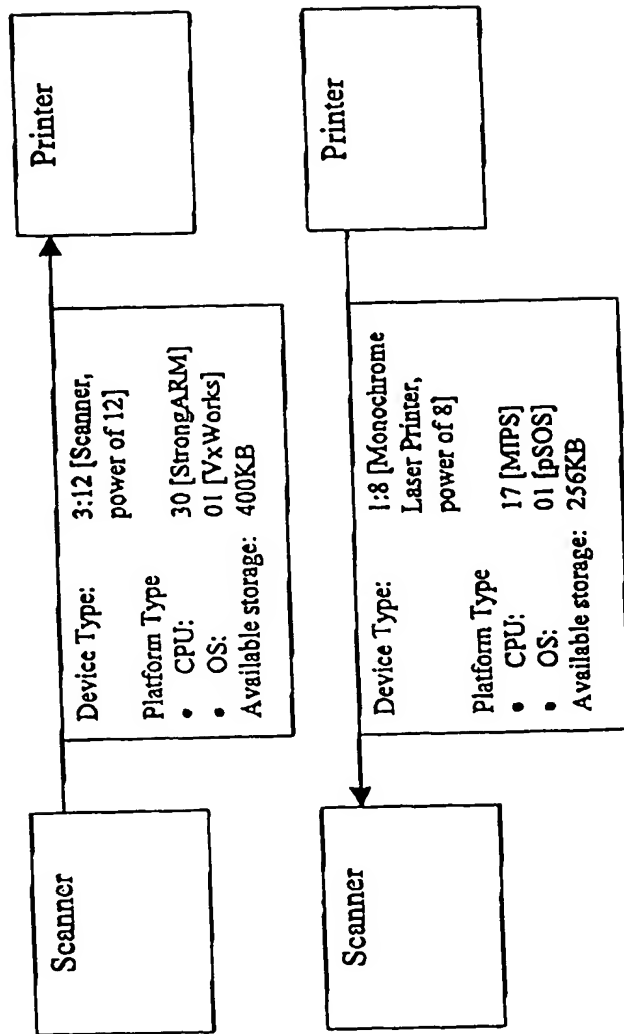 Scanner
Printer
Device Type: 3:12 [Scanner,
power of 12]
Platform Type
• CPU: 30 [StrongARM]
• OS: 01 [VxWorks]
Available storage: 400KB
Scanner
Printer
Device Type: 1:8 [Monochrome
Laser Printer,
power of 8]
Platform Type
• CPU: 17 [MIPS]
• OS: 01 [pSOS]
Available storage: 256KB